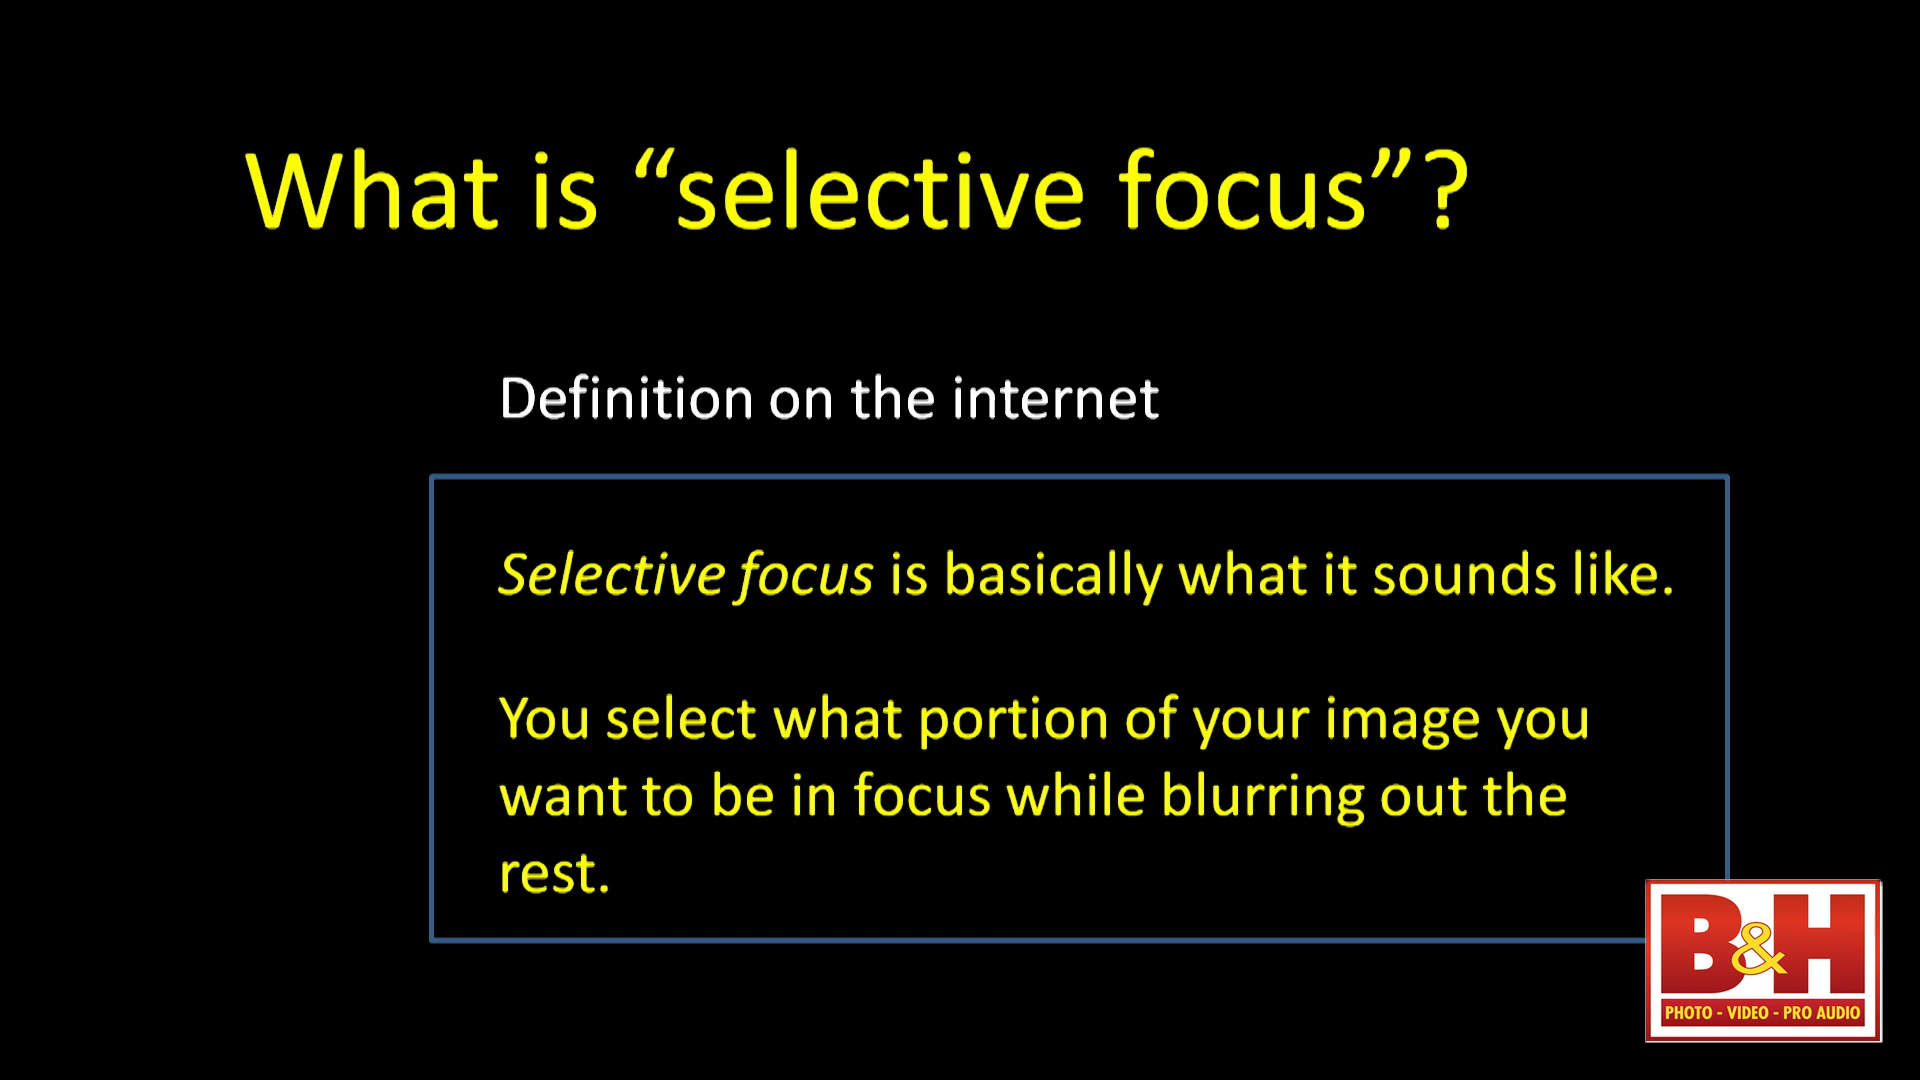 What is “selective focus”?
Definition on the internet
Selective focus is basically what it sounds like.
You select what portion of your image you
want to be in focus while blurring out the
rest.
B&H
PHOTO - VIDEO - PRO AUDIO